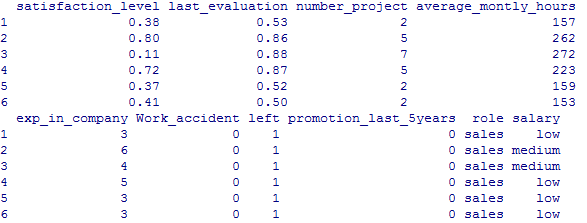 satisfaction_level last_evaluation number_project average_montly_hours
1 0.38 0.53 2 157
2 0.80 0.86 5 262
3 0.11 0.88 7 272
4 0.72 0.87 5 223
5 0.37 0.52 2 159
6 0.41 0.50 2 153
exp_in_company Work_accident left promotion_last_5years role salary
1 3 0 1 0 sales low
2 6 0 1 0 sales medium
3 4 0 1 0 sales medium
4 5 0 1 0 sales low
5 3 0 1 0 sales low
6 3 0 1 0 sales low